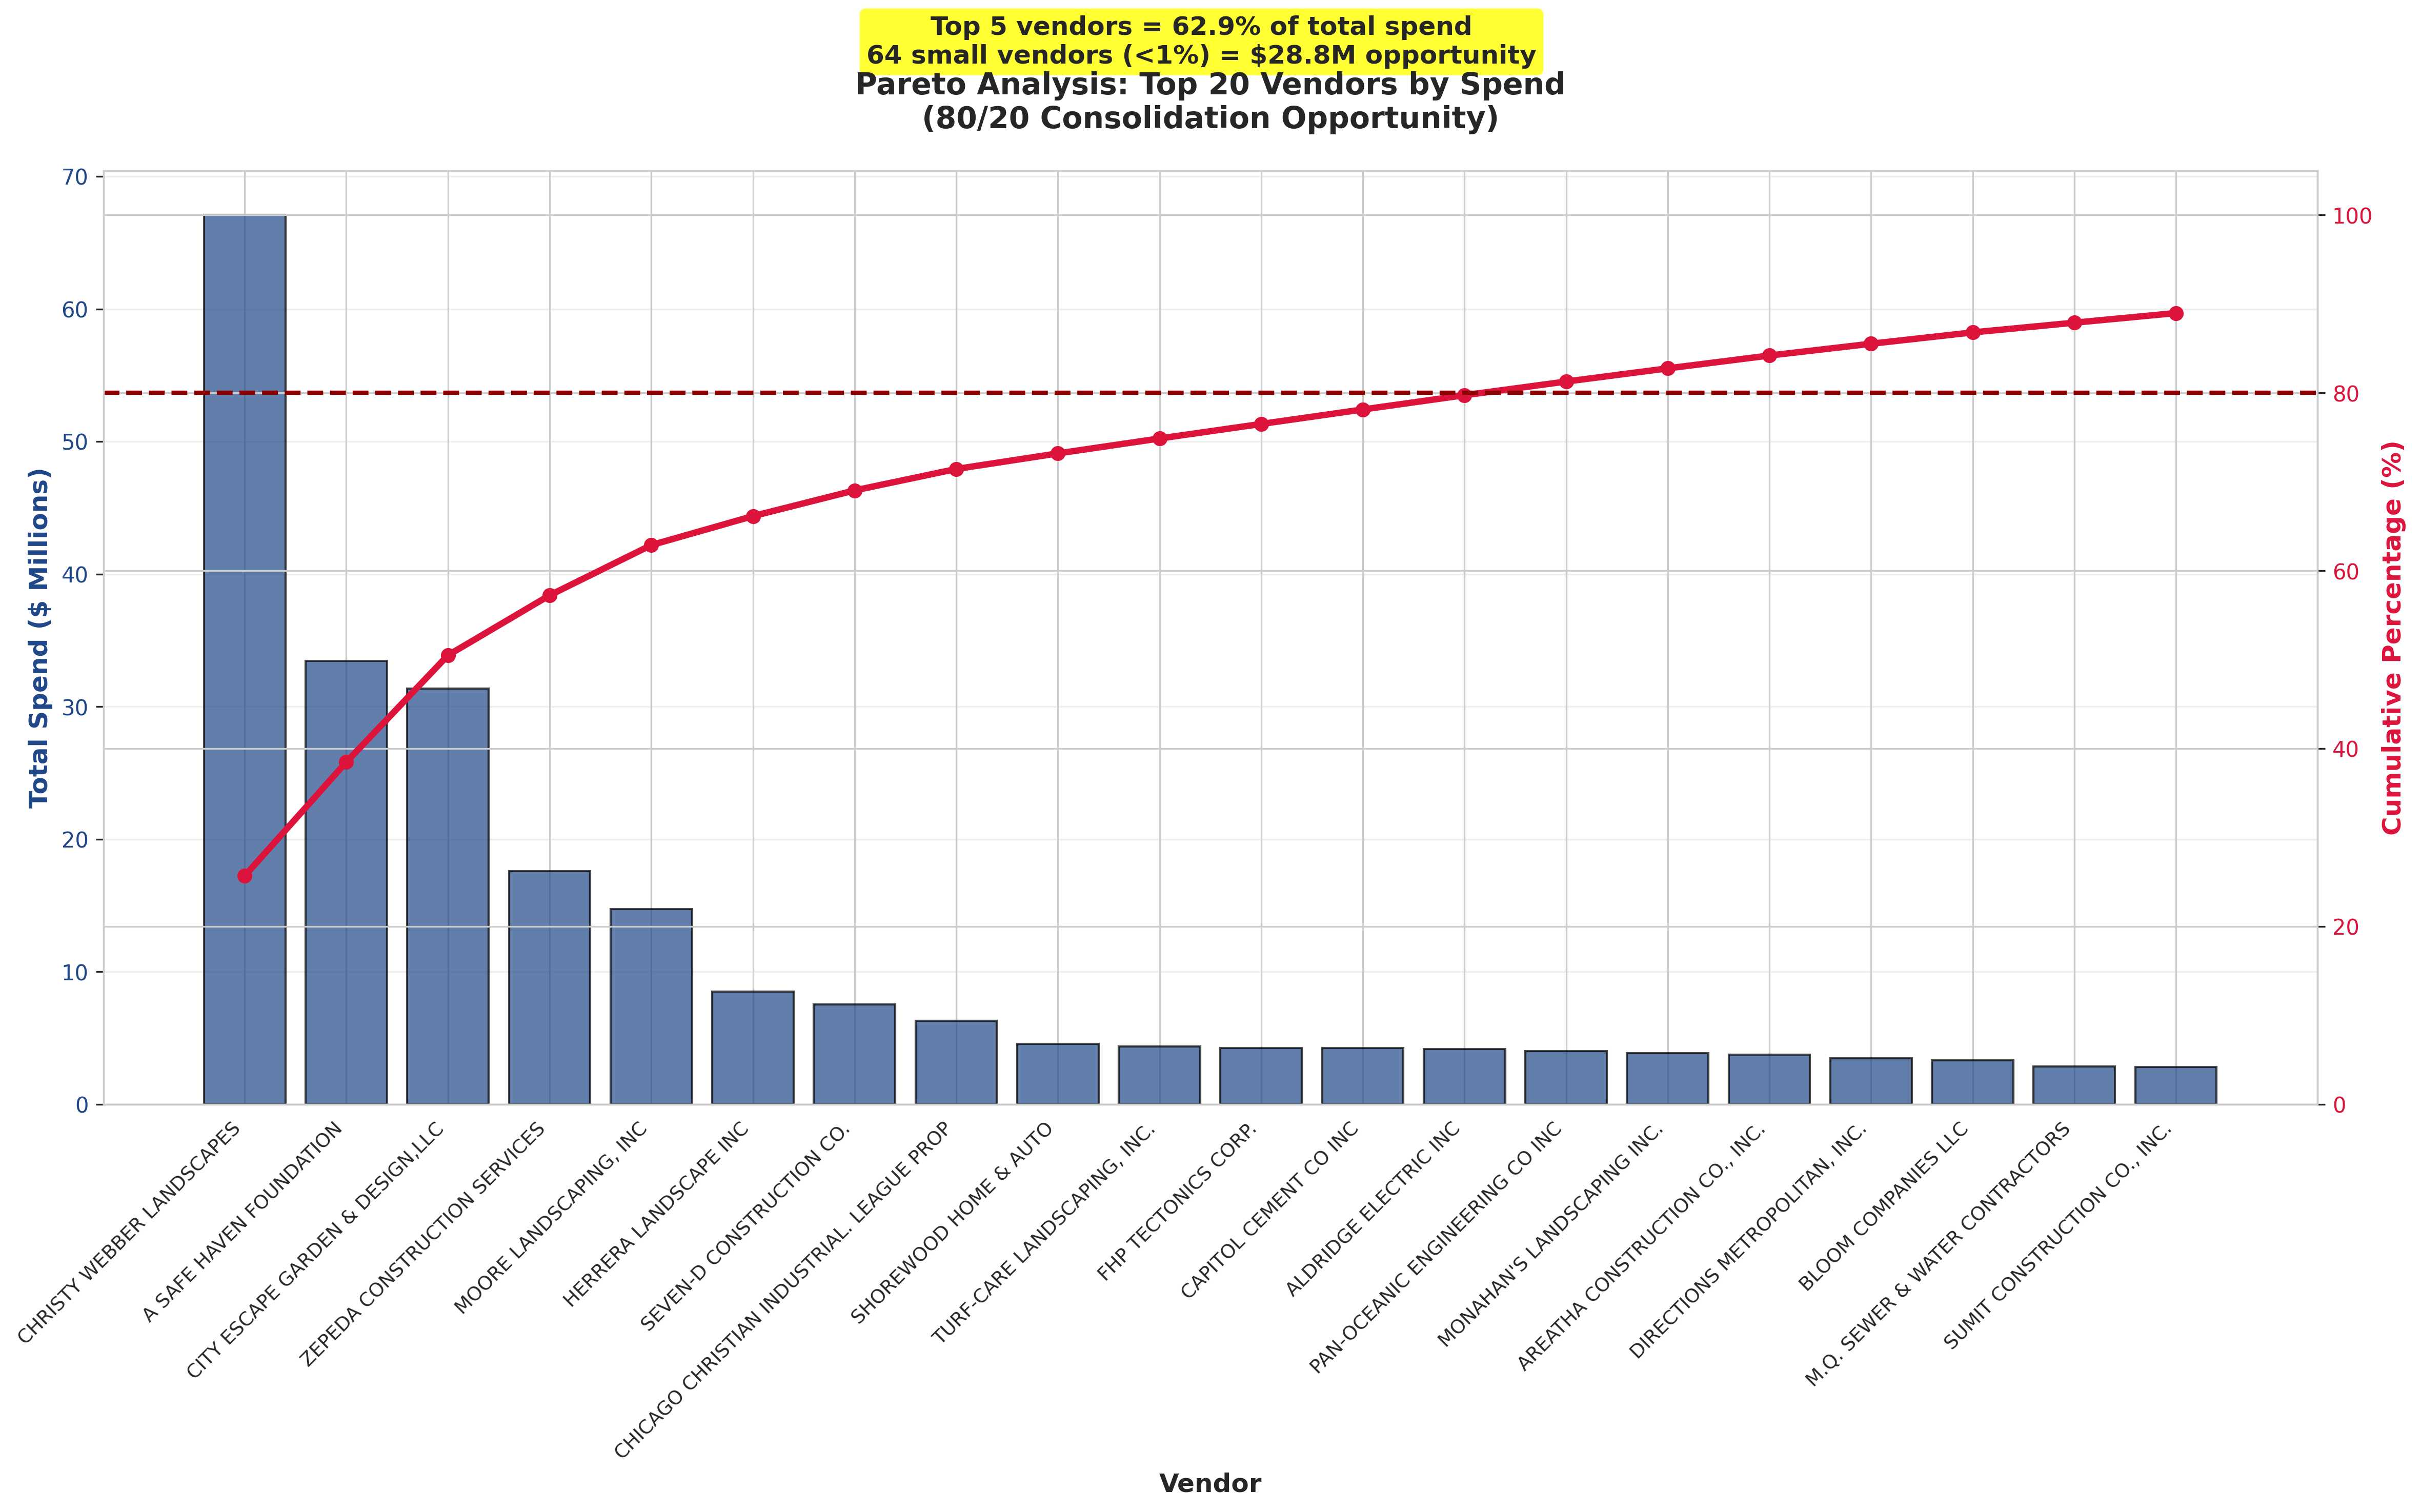 Top 5 vendors = 62.9% of total spend
64 small vendors (<1%) = $28.8M opportunity
Pareto Analysis: Top 20 Vendors by Spend
(80/20 Consolidation Opportunity)
Total Spend ($ Millions)
70
60
50
40
30
20
10
0
100
80
60
40
20
0
Cumulative Percentage (%)
CHRISTY WEBBER LANDSCAPES
A SAFE HAVEN FOUNDATION
CITY ESCAPE GARDEN & DESIGN,LLC
ZEPEDA CONSTRUCTION SERVICES
MOORE LANDSCAPING, INC
HERRERA LANDSCAPE INC
SEVEN-D CONSTRUCTION CO.
CHICAGO CHRISTIAN INDUSTRIAL. LEAGUE PROP
SHOREWOOD HOME & AUTO
TURF-CARE LANDSCAPING, INC.
FHP TECTONICS CORP.
CAPITOL CEMENT CO INC
ALDRIDGE ELECTRIC INC
PAN-OCEANIC ENGINEERING CO INC
MONAHAN'S LANDSCAPING INC.
AREATHA CONSTRUCTION CO., INC.
DIRECTIONS METROPOLITAN, INC.
BLOOM COMPANIES LLC
M.Q. SEWER & WATER CONTRACTORS
SUMIT CONSTRUCTION CO., INC.
Vendor